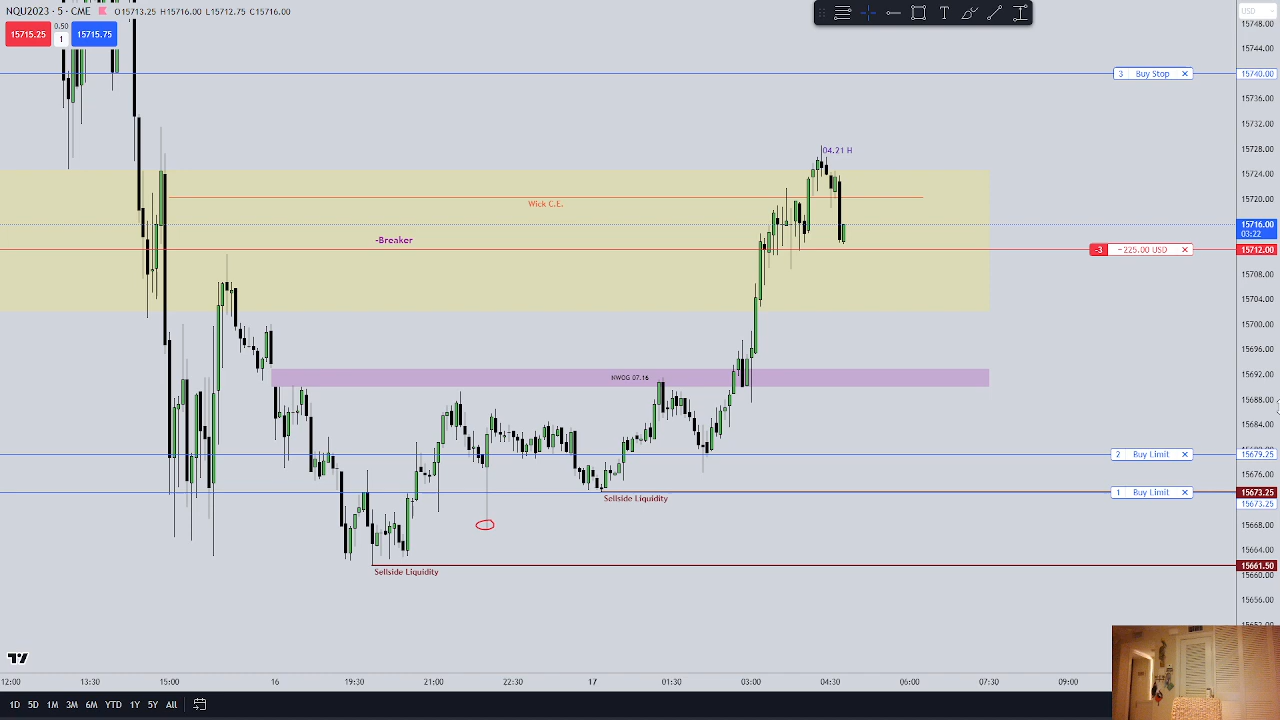 NQU2023 · 5 · CME O15713.25 H15716.00 L15712.75 C15716.00
15715.25 0.50 1 15715.75
USD
15748.00
15744.00
3 Buy Stop ✕ 15740.00
15736.00
15732.00
04.21 H
15728.00
15724.00
Wick C.E.
15720.00
15716.00
03:22
-Breaker
-3 −225.00 USD ✕ 15712.00
15708.00
15704.00
15700.00
15696.00
NWOG 07.16
15692.00
15688.00
15684.00
2 Buy Limit ✕ 15679.25
15676.00
1 Buy Limit ✕ 15673.25
Sellside Liquidity
15673.25
15668.00
15664.00
15661.50
Sellside Liquidity
15660.00
15656.00
12:00 13:30 15:00 16 19:30 21:00 22:30 17 01:30 03:00 04:30 06:00 07:30 09:00
1D 5D 1M 3M 6M YTD 1Y 5Y All